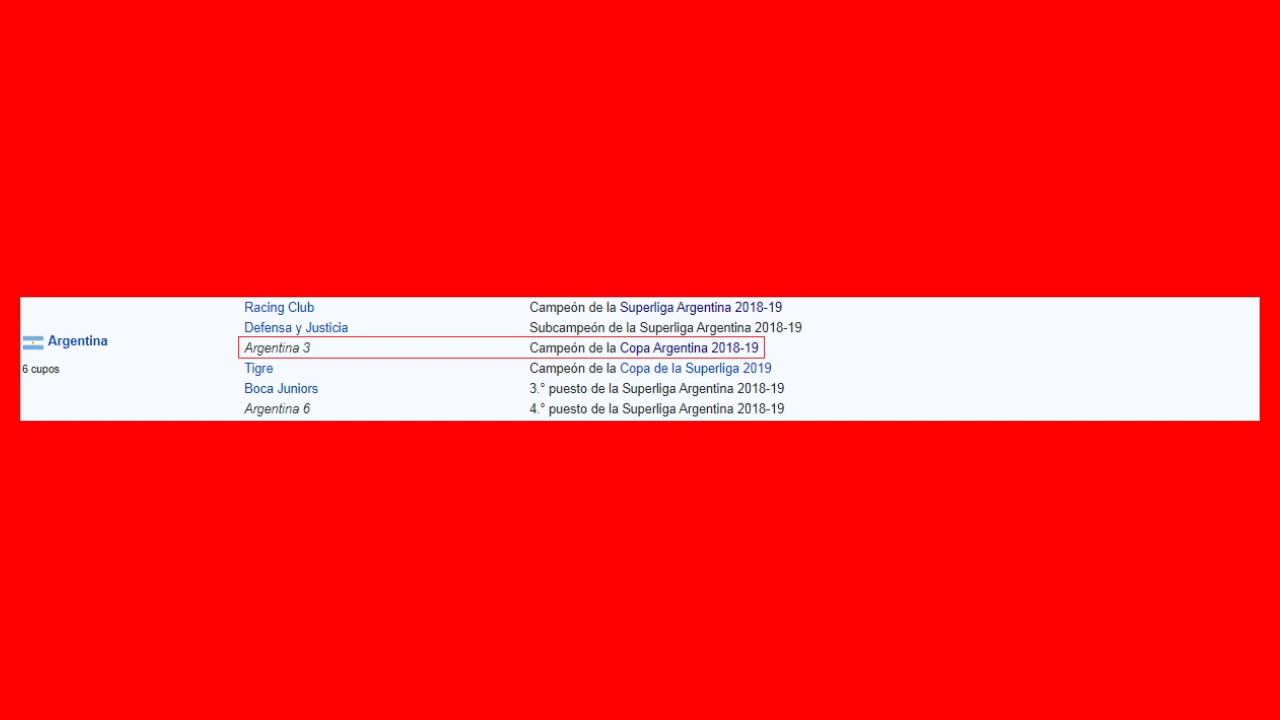 Racing Club Campeón de la Superliga Argentina 2018-19
Defensa y Justicia Subcampeón de la Superliga Argentina 2018-19
Argentina
Argentina 3 Campeón de la Copa Argentina 2018-19
6 cupos
Tigre Campeón de la Copa de la Superliga 2019
Boca Juniors 3.° puesto de la Superliga Argentina 2018-19
Argentina 6 4.° puesto de la Superliga Argentina 2018-19